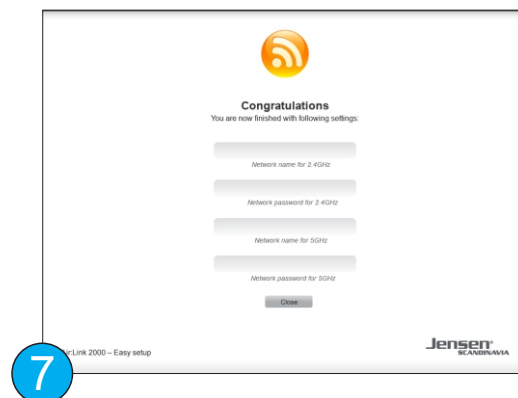 Congratulations
You are now finished with following settings:
Network name for 2.4GHz
Network password for 2.4GHz
Network name for 5GHz
Network password for 5GHz
Close
Air:Link 2000 – Easy setup
Jensen
SCANDINAVIA
7